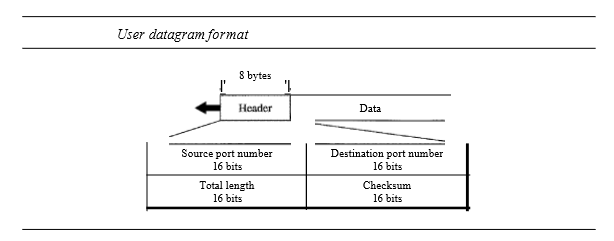 User datagram format
8 bytes
Header
Data
Source port number
16 bits
Destination port number
16 bits
Total length
16 bits
Checksum
16 bits